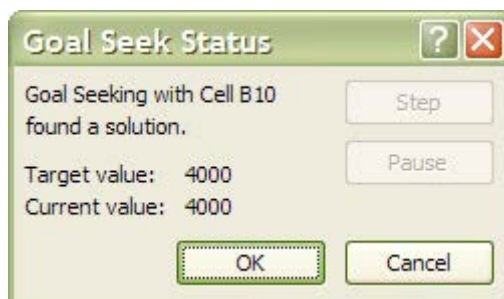 Goal Seek Status
Goal Seeking with Cell B10
found a solution.
Step
Pause
Target value: 4000
Current value: 4000
OK
Cancel